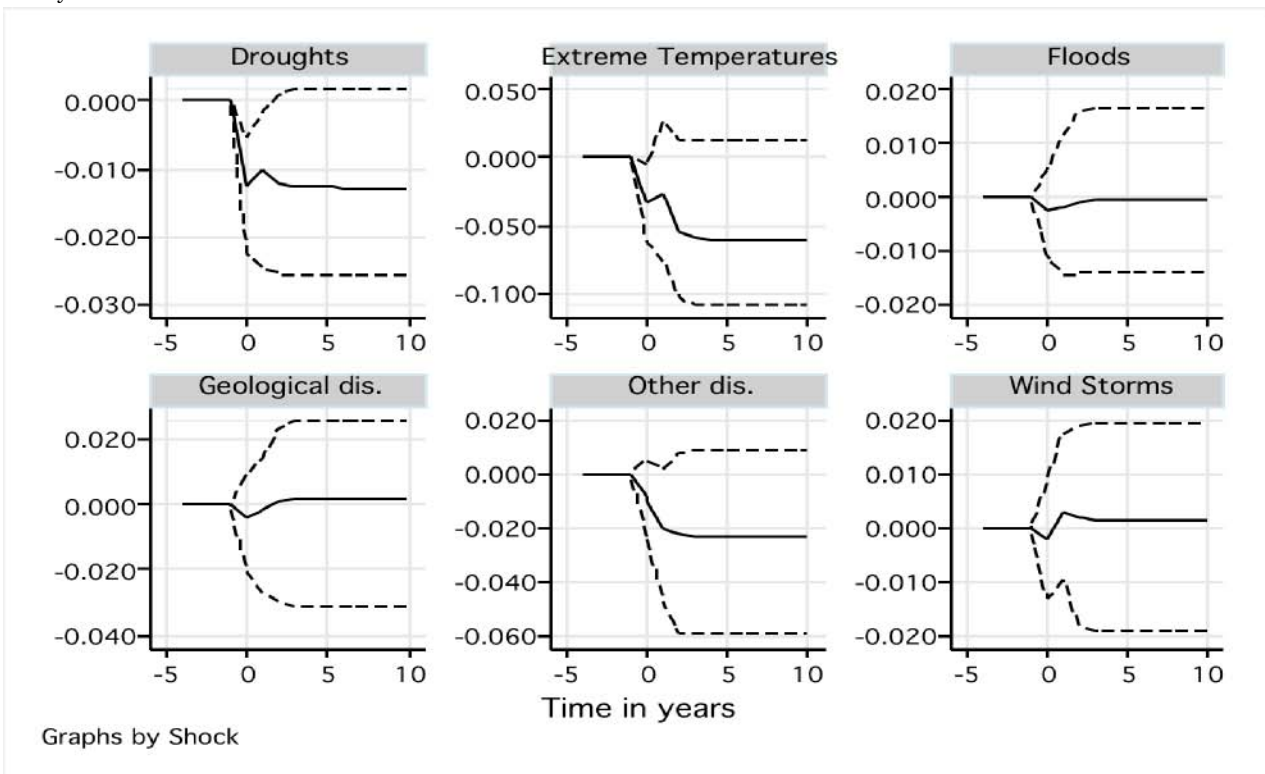 Droughts Extreme Temperatures Floods
0.000 0.050 0.020
-0.010 0.000 0.010
-0.020 -0.050 0.000
-0.030 -0.100 -0.010
-0.020
-5 0 5 10 -5 0 5 10 -5 0 5 10
Geological dis. Other dis. Wind Storms
0.020 0.020 0.020
0.000 0.000 0.010
-0.020 -0.020 0.000
-0.040 -0.040 -0.010
-0.060 -0.020
-5 0 5 10 -5 0 5 10 -5 0 5 10
Time in years
Graphs by Shock